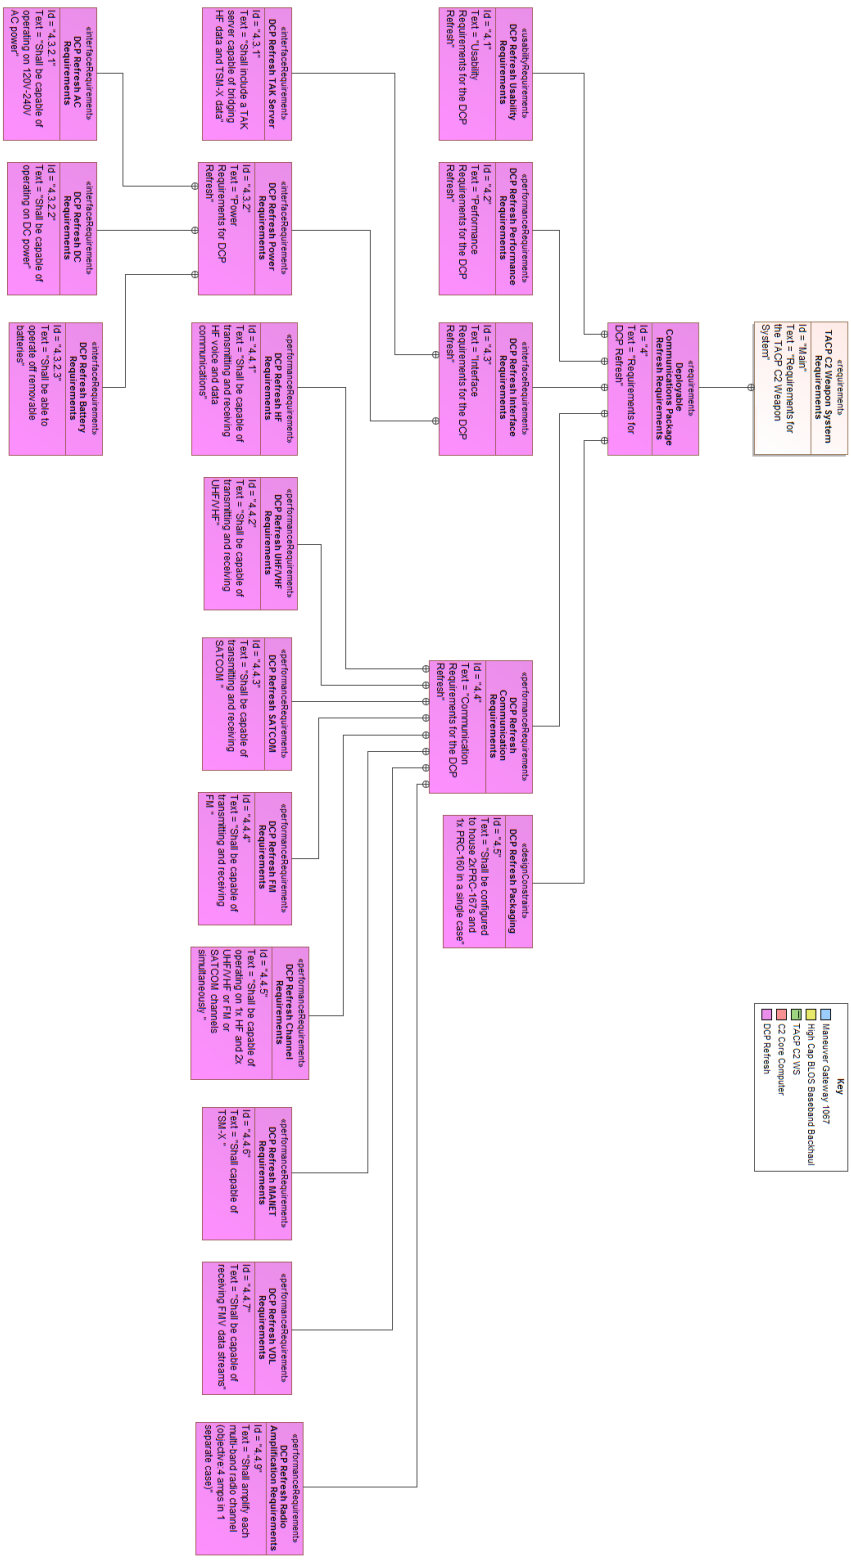 «requirement»
TACP C2 Weapon System
Requirements
Id = "Main"
Text = "Requirements for
the TACP C2 Weapon
System"
Key
Maneuver Gateway 1067
High Cap BLOS Baseband Backhaul
TACP C2 WS
C2 Core Computer
DCP Refresh
«requirement»
Deployable
Communications Package
Refresh Requirements
Id = "4"
Text = "Requirements for
DCP Refresh"
«usabilityRequirement»
DCP Refresh Usability
Requirements
Id = "4.1"
Text = "Usability
Requirements for the DCP
Refresh"
«performanceRequirement»
DCP Refresh Performance
Requirements
Id = "4.2"
Text = "Performance
Requirements for the DCP
Refresh"
«interfaceRequirement»
DCP Refresh Interface
Requirements
Id = "4.3"
Text = "Interface
Requirements for the DCP
Refresh"
«performanceRequirement»
DCP Refresh
Communication
Requirements
Id = "4.4"
Text = "Communication
Requirements for the DCP
Refresh"
«designConstraint»
DCP Refresh Packaging
Id = "4.5"
Text = "Shall be configured
to house 2xPRC-167s and
1x PRC-160 in a single case"
«interfaceRequirement»
DCP Refresh TAK Server
Requirements
Id = "4.3.1"
Text = "Shall include a TAK
server capable of bridging
HF data and TSM-X data"
«interfaceRequirement»
DCP Refresh Power
Requirements
Id = "4.3.2"
Text = "Power
Requirements for DCP
Refresh"
«performanceRequirement»
DCP Refresh HF
Requirements
Id = "4.4.1"
Text = "Shall be capable of
transmitting and receiving
HF voice and data
communications"
«performanceRequirement»
DCP Refresh UHF/VHF
Requirements
Id = "4.4.2"
Text = "Shall be capable of
transmitting and receiving
UHF/VHF"
«performanceRequirement»
DCP Refresh SATCOM
Id = "4.4.3"
Text = "Shall be capable of
transmitting and receiving
SATCOM "
«performanceRequirement»
DCP Refresh FM
Requirements
Id = "4.4.4"
Text = "Shall be capable of
transmitting and receiving
FM "
«performanceRequirement»
DCP Refresh Channel
Requirements
Id = "4.4.5"
Text = "Shall be capable of
operating on 1x HF and 2x
UHF/VHF or FM or
SATCOM channels
simultaneously "
«performanceRequirement»
DCP Refresh MANET
Requirements
Id = "4.4.6"
Text = "Shall capable of
TSM-X "
«performanceRequirement»
DCP Refresh VDL
Requirements
Id = "4.4.7"
Text = "Shall be capable of
receiving FMV data streams"
«performanceRequirement»
DCP Refresh Radio
Amplification Requirements
Id = "4.4.9"
Text = "Shall amplify each
multi-band radio channel
(objective:4 amps in 1
separate case)"
«interfaceRequirement»
DCP Refresh AC
Requirements
Id = "4.3.2.1"
Text = "Shall be capable of
operating on 120V-240V
AC power"
«interfaceRequirement»
DCP Refresh DC
Requirements
Id = "4.3.2.2"
Text = "Shall be capable of
operating on DC power"
«interfaceRequirement»
DCP Refresh Battery
Requirements
Id = "4.3.2.3"
Text = "Shall be able to
operate off removable
batteries"